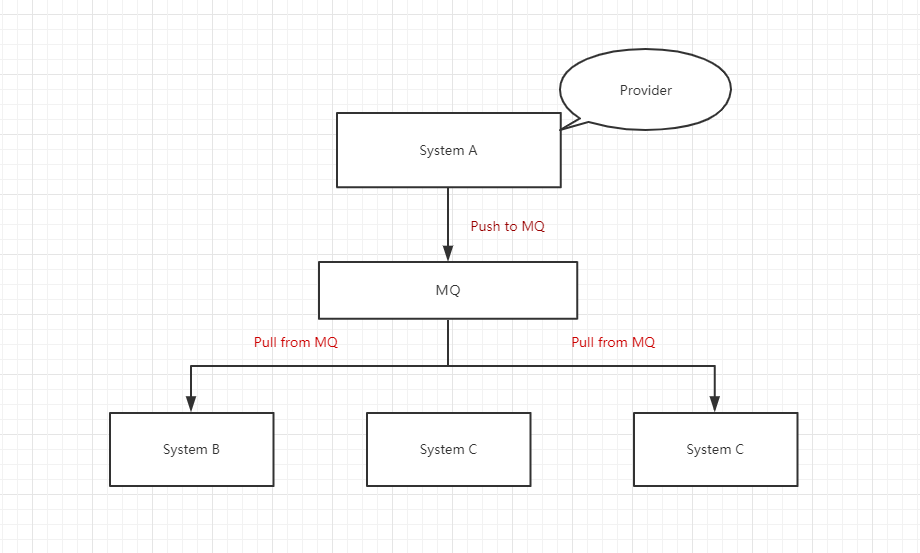 Provider
System A
Push to MQ
MQ
Pull from MQ
Pull from MQ
System B
System C
System C